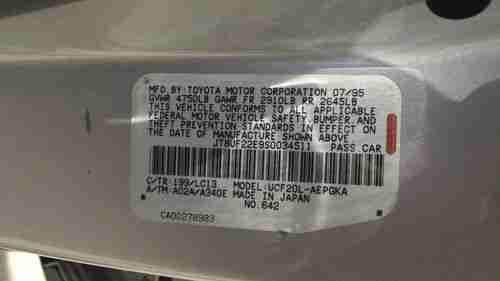 MFD.BY TOYOTA MOTOR CORPORATION 07/95
GVWR 4750LB GAWR FR 2910LB RR 2645LB
THIS VEHICLE CONFORMS TO ALL APPLICABLE
FEDERAL MOTOR VEHICLE SAFETY,BUMPER,AND
THEFT PREVENTION STANDARDS IN EFFECT ON
THE DATE OF MANUFACTURE SHOWN ABOVE.
JT8UF22E9S0034511 PASS.CAR
C/TR:199/LC13 MODEL:UCF20L-AEPGKA
A/TM:A02A/A340E MADE IN JAPAN
NO.642
CA00278983